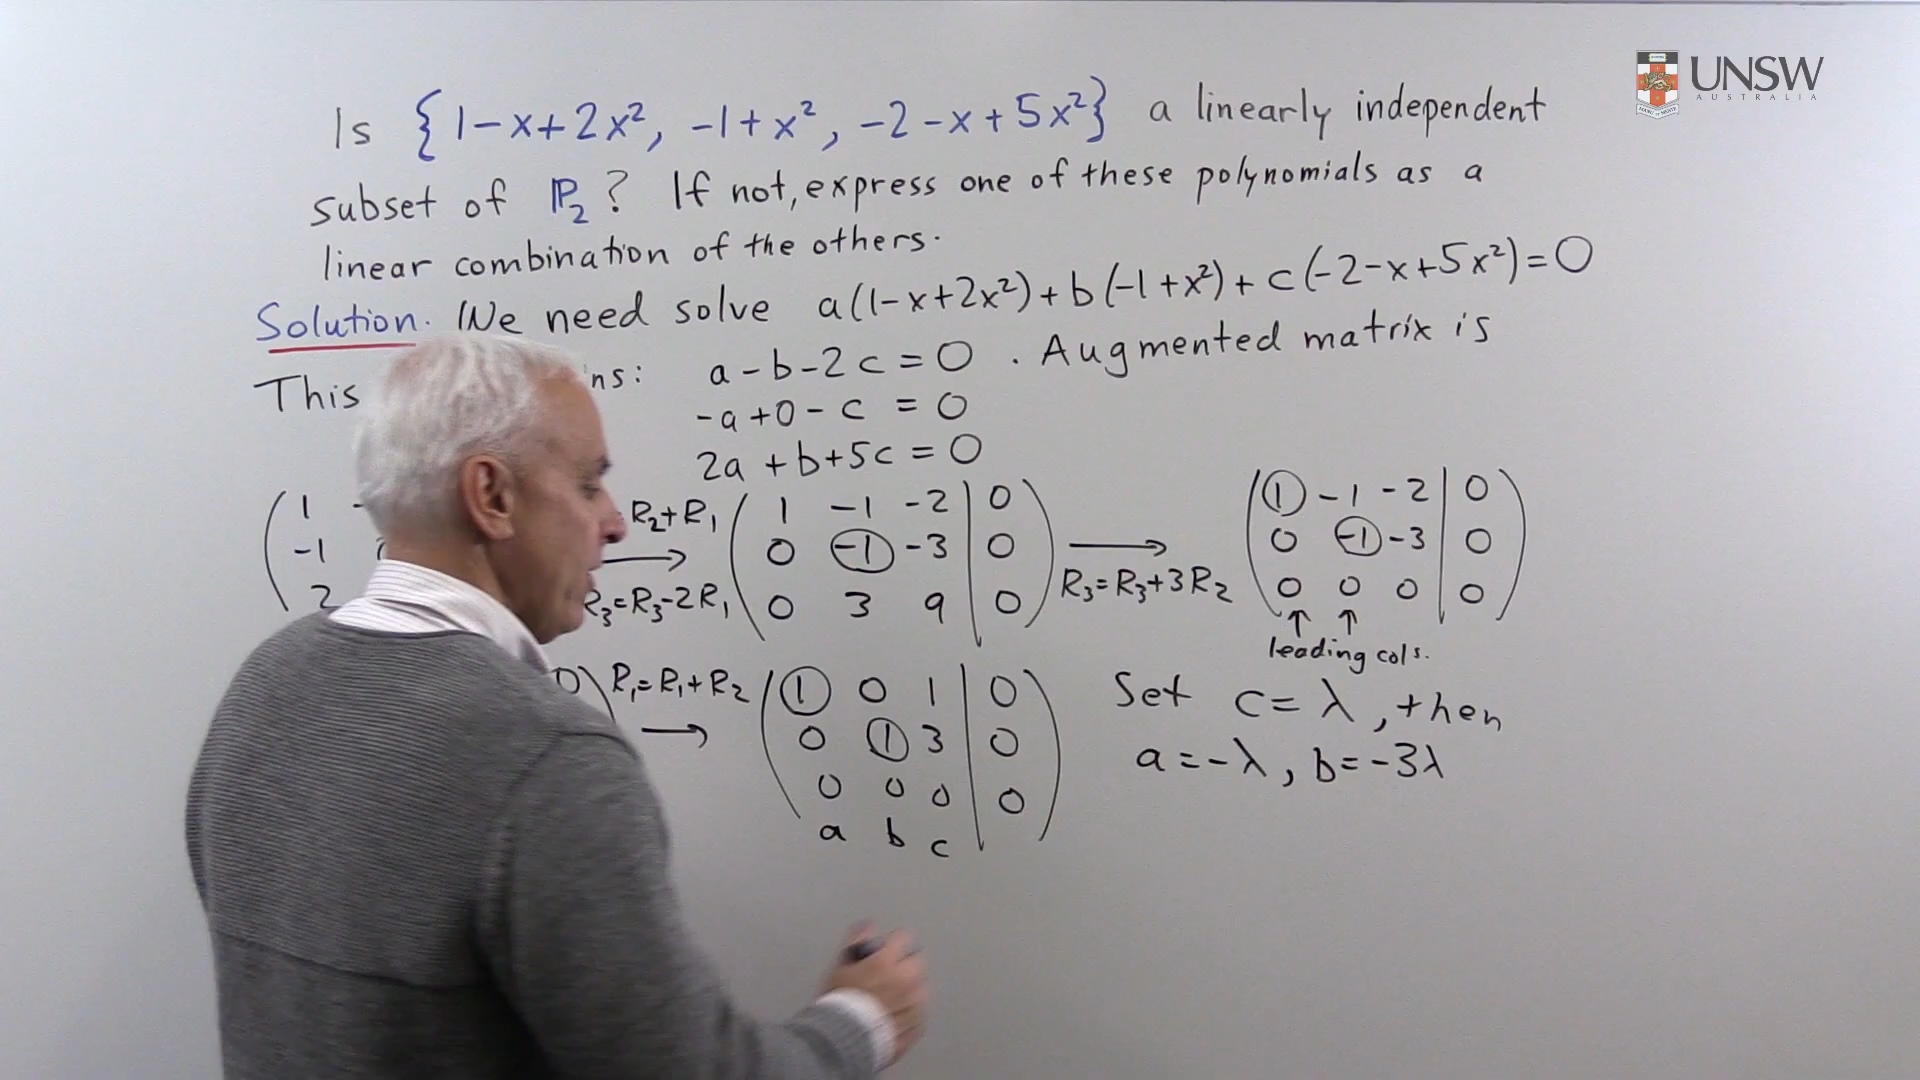 UNSW
AUSTRALIA
Is {1-x+2x², -1+x², -2-x+5x²} a linearly independent
subset of ℙ₂? If not, express one of these polynomials as a
linear combination of the others.
Solution. We need solve a(1-x+2x²)+b(-1+x²)+c(-2-x+5x²)=0
This ns: a-b-2c=0. Augmented matrix is
-a+0-c=0
2a+b+5c=0
1
-1
2
R₂+R₁
R₃=R₃-2R₁
1 -1 -2 | 0
0 -1 -3 | 0
0 3 9 | 0
R₃=R₃+3R₂
1 -1 -2 | 0
0 -1 -3 | 0
0 0 0 | 0
↑ ↑
leading cols.
R₁=R₁+R₂
1 0 1 | 0
0 1 3 | 0
0 0 0 | 0
a b c
Set c=λ, then
a=-λ, b=-3λ